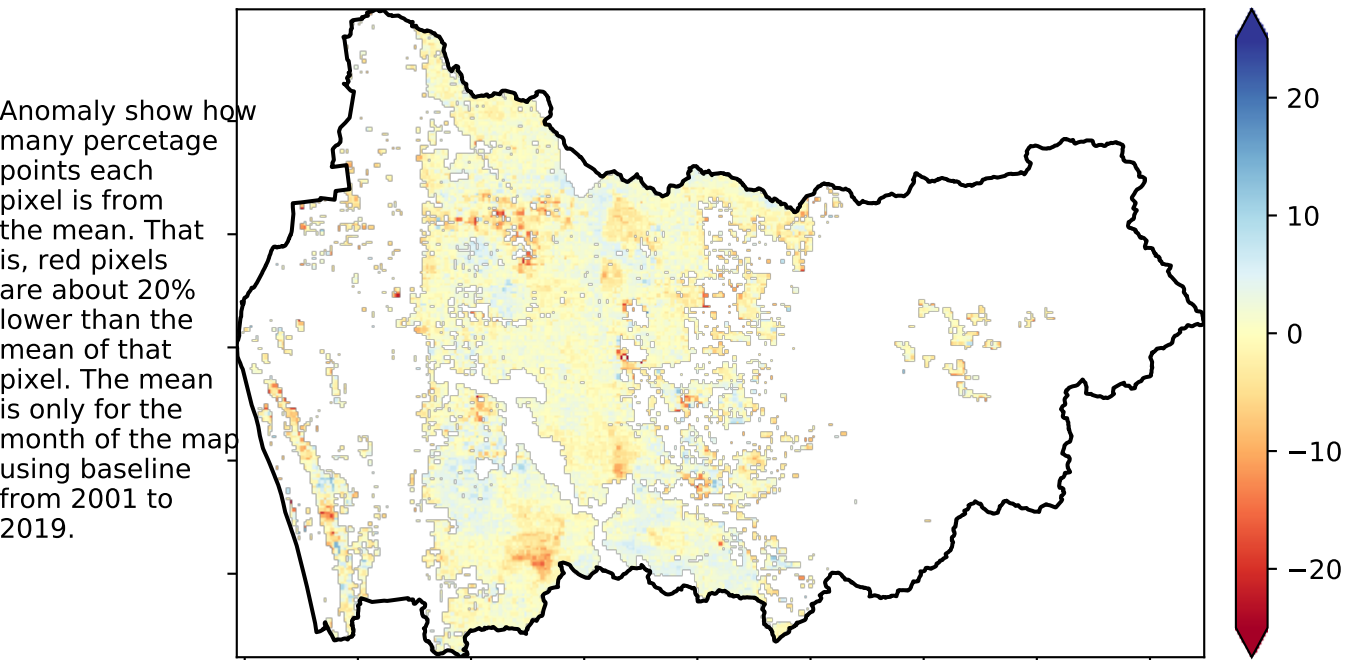 Anomaly show how
many percetage
points each
pixel is from
the mean. That
is, red pixels
are about 20%
lower than the
mean of that
pixel. The mean
is only for the
month of the map
using baseline
from 2001 to
2019.
20
10
0
−10
−20